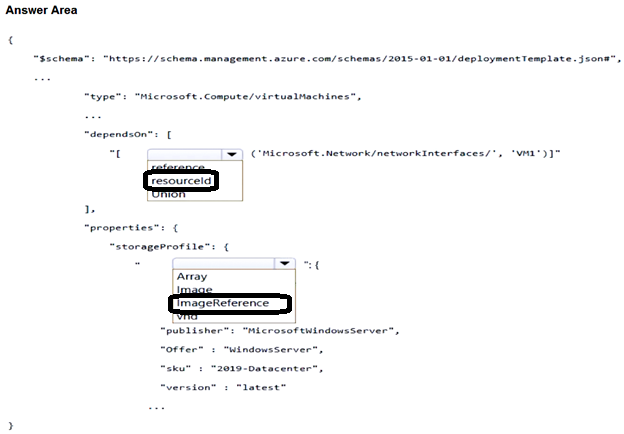 Answer Area
{
"$schema": "https://schema.management.azure.com/schemas/2015-01-01/deploymentTemplate.json#",
...
"type": "Microsoft.Compute/virtualMachines",
...
"dependsOn": [
"[ ('Microsoft.Network/networkInterfaces/', 'VM1')]"
reference
resourceId
Union
],
"properties": {
"storageProfile": {
" ":{
Array
Image
ImageReference
vhd
"publisher": "MicrosoftWindowsServer",
"Offer" : "WindowsServer",
"sku" : "2019-Datacenter",
"version" : "latest"
...
}